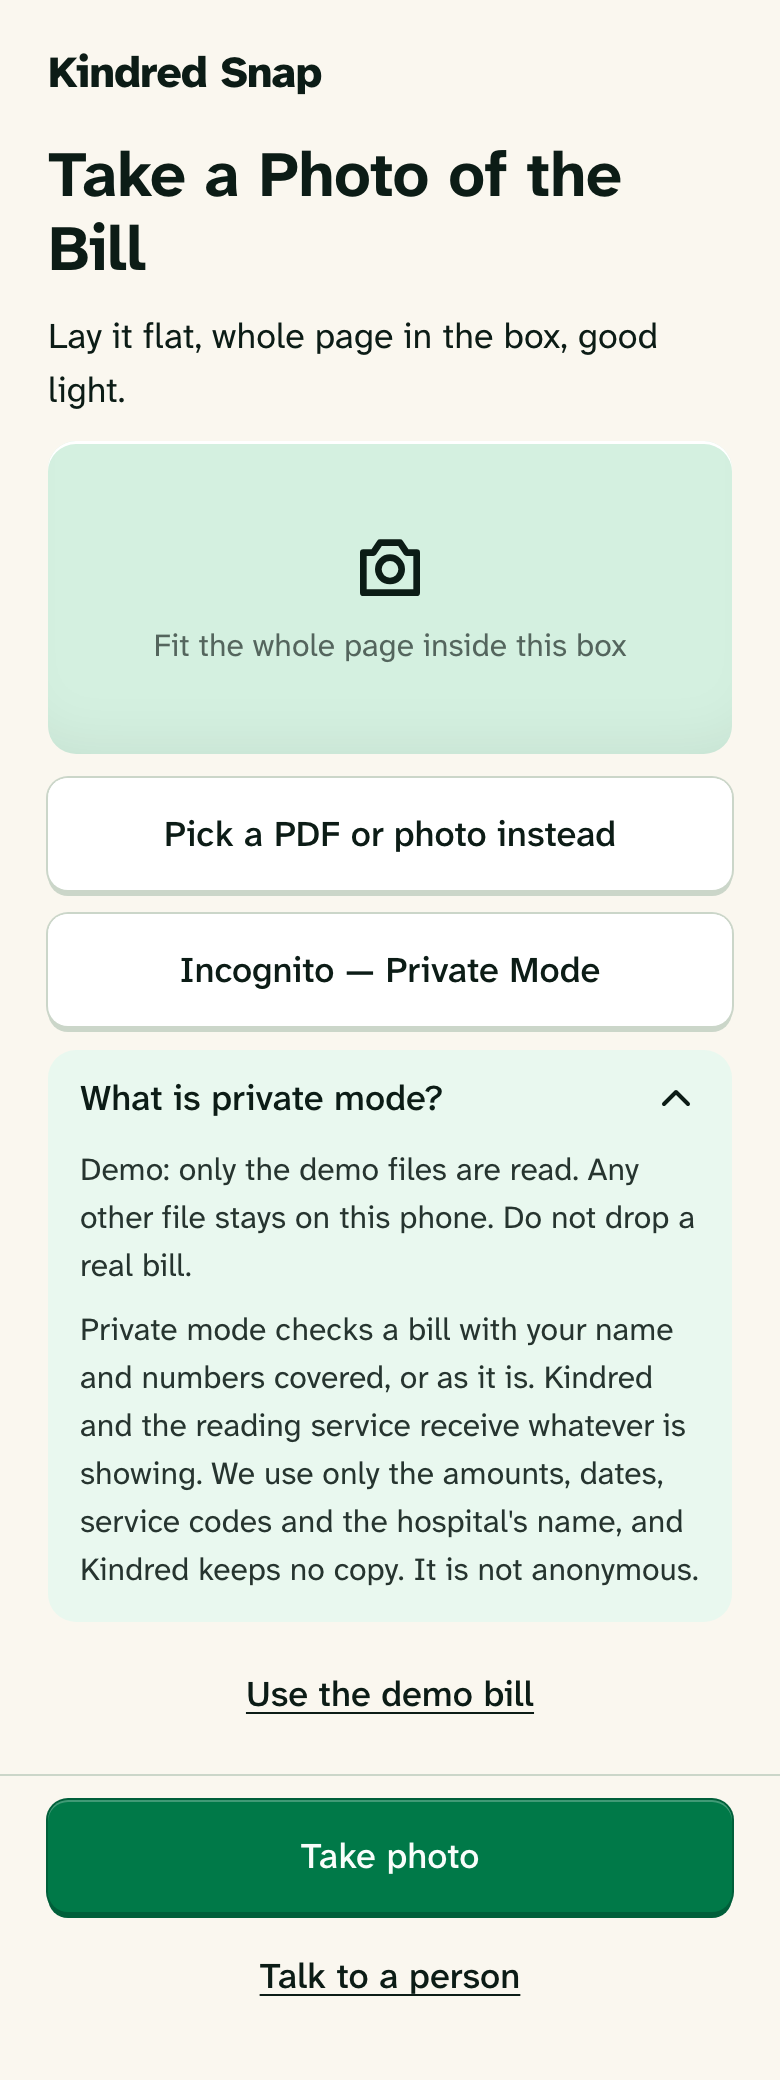 Kindred Snap
Take a Photo of the
Bill
Lay it flat, whole page in the box, good
light.
Fit the whole page inside this box
Pick a PDF or photo instead
Incognito — Private Mode
What is private mode?
Demo: only the demo files are read. Any
other file stays on this phone. Do not drop a
real bill.
Private mode checks a bill with your name
and numbers covered, or as it is. Kindred
and the reading service receive whatever is
showing. We use only the amounts, dates,
service codes and the hospital's name, and
Kindred keeps no copy. It is not anonymous.
Use the demo bill
Take photo
Talk to a person